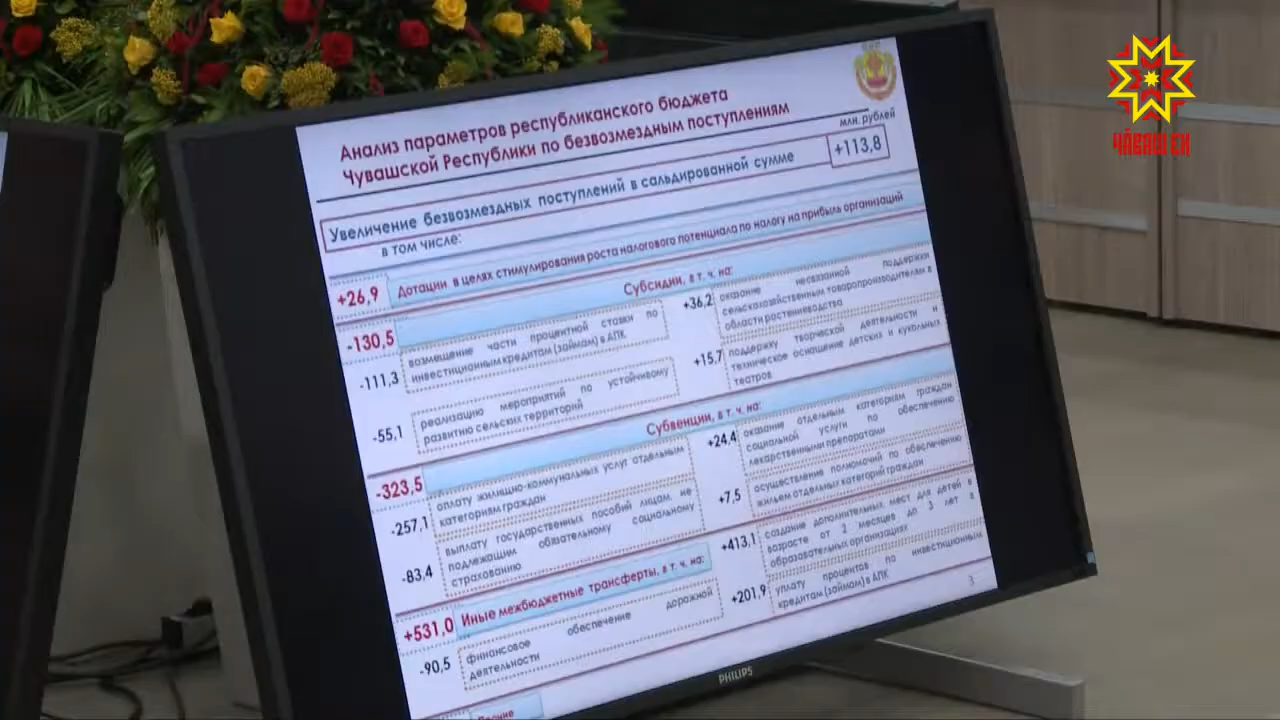 Анализ параметров республиканского бюджета
Чувашской Республики по безвозмездным поступлениям
млн. рублей
Увеличение безвозмездных поступлений в сальдированной сумме
+113,8
в том числе:
+26,9
Дотации в целях стимулирования роста налогового потенциала по налогу на прибыль организаций
-130,5
Субсидии, в т. ч. на:
-111,3
возмещение части процентной ставки по
инвестиционным кредитам (займам) в АПК
-55,1
реализацию мероприятий по устойчивому
развитию сельских территорий
+36,2
оказание несвязанной поддержки
сельскохозяйственным товаропроизводителям в
области растениеводства
+15,7
поддержку творческой деятельности и
техническое оснащение детских и кукольных
театров
-323,5
Субвенции, в т. ч. на:
-257,1
оплату жилищно-коммунальных услуг отдельным
категориям граждан
-83,4
выплату государственных пособий лицам, не
подлежащим обязательному социальному
страхованию
+24,4
оказание отдельным категориям граждан
социальной услуги по обеспечению
лекарственными препаратами
+7,5
осуществление полномочий по обеспечению
жильем отдельных категорий граждан
+531,0
Иные межбюджетные трансферты, в т. ч. на:
-90,5
финансовое обеспечение дорожной
деятельности
+413,1
создание дополнительных мест для детей в
возрасте от 2 месяцев до 3 лет в
образовательных организациях
+201,9
уплату процентов по инвестиционным
кредитам (займам) в АПК
3
Прочие
PHILIPS
ЧӐВАШ ЕН